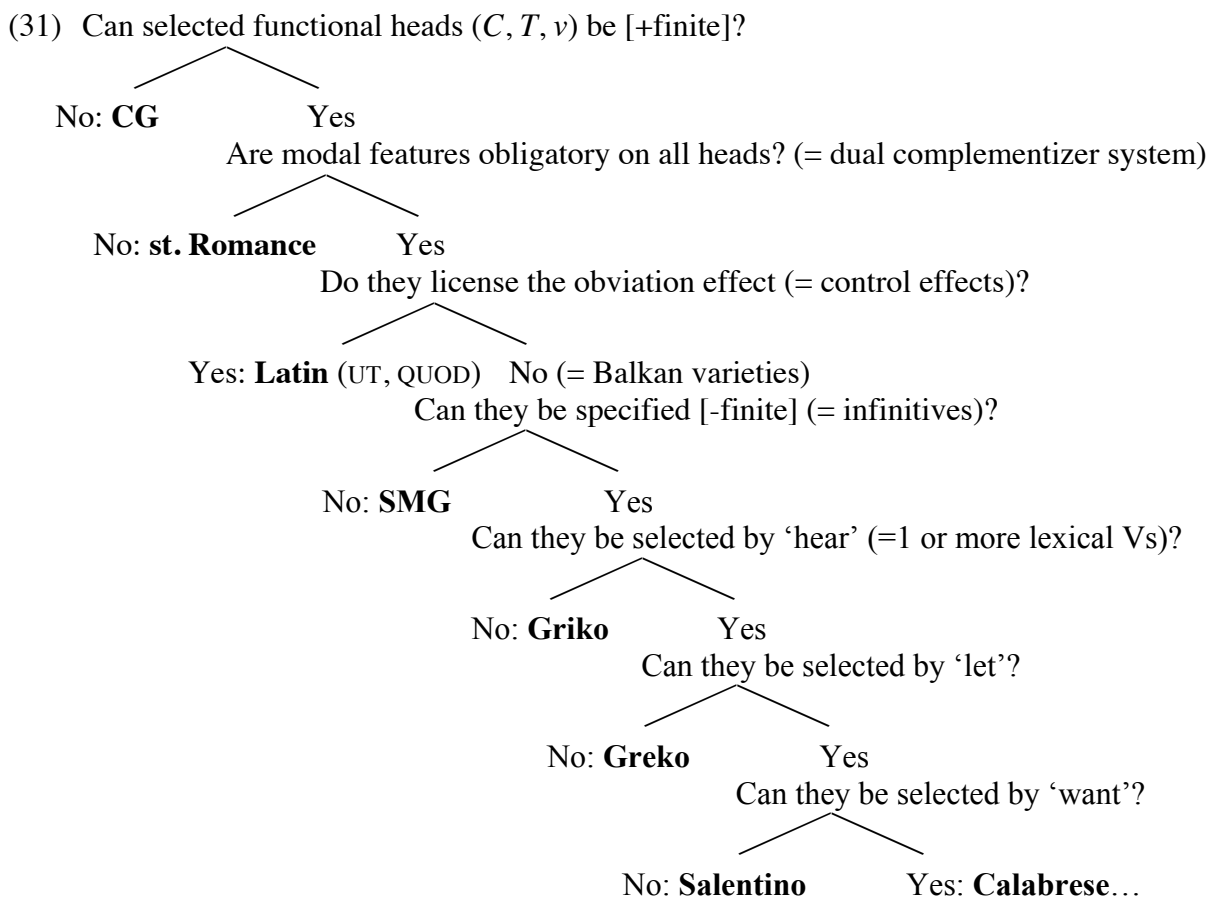 (31) Can selected functional heads (C, T, v) be [+finite]?
No: CG Yes
Are modal features obligatory on all heads? (= dual complementizer system)
No: st. Romance Yes
Do they license the obviation effect (= control effects)?
Yes: Latin (UT, QUOD) No (= Balkan varieties)
Can they be specified [-finite] (= infinitives)?
No: SMG Yes
Can they be selected by ‘hear’ (=1 or more lexical Vs)?
No: Griko Yes
Can they be selected by ‘let’?
No: Greko Yes
Can they be selected by ‘want’?
No: Salentino Yes: Calabrese…